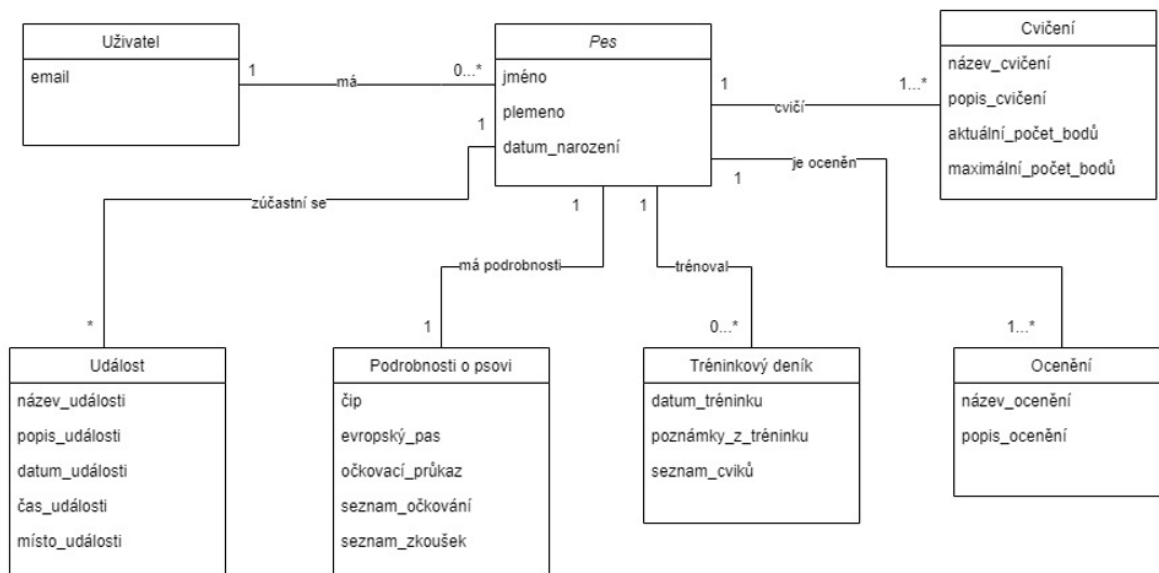 Uživatel
email
1
má
0...*
Pes
jméno
plemeno
datum_narození
1
cvičí
1...*
Cvičení
název_cvičení
popis_cvičení
aktuální_počet_bodů
maximální_počet_bodů
1
zúčastní se
*
1
má podrobnosti
1
1
trénoval
0...*
1
je oceněn
1...*
Událost
název_události
popis_události
datum_události
čas_události
místo_události
Podrobnosti o psovi
čip
evropský_pas
očkovací_průkaz
seznam_očkování
seznam_zkoušek
Tréninkový deník
datum_tréninku
poznámky_z_tréninku
seznam_cviků
Ocenění
název_ocenění
popis_ocenění